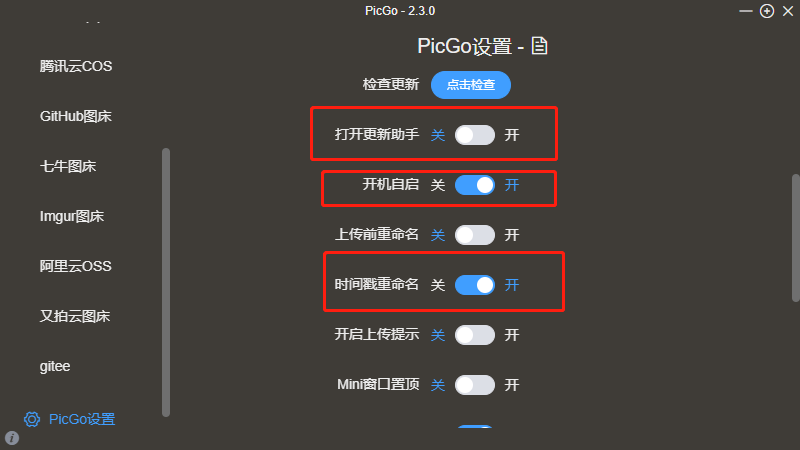 PicGo - 2.3.0
腾讯云COS
GitHub图床
七牛图床
Imgur图床
阿里云OSS
又拍云图床
gitee
PicGo设置
PicGo设置 -
检查更新 点击检查
打开更新助手 关 开
开机自启 关 开
上传前重命名 关 开
时间戳重命名 关 开
开启上传提示 关 开
Mini窗口置顶 关 开